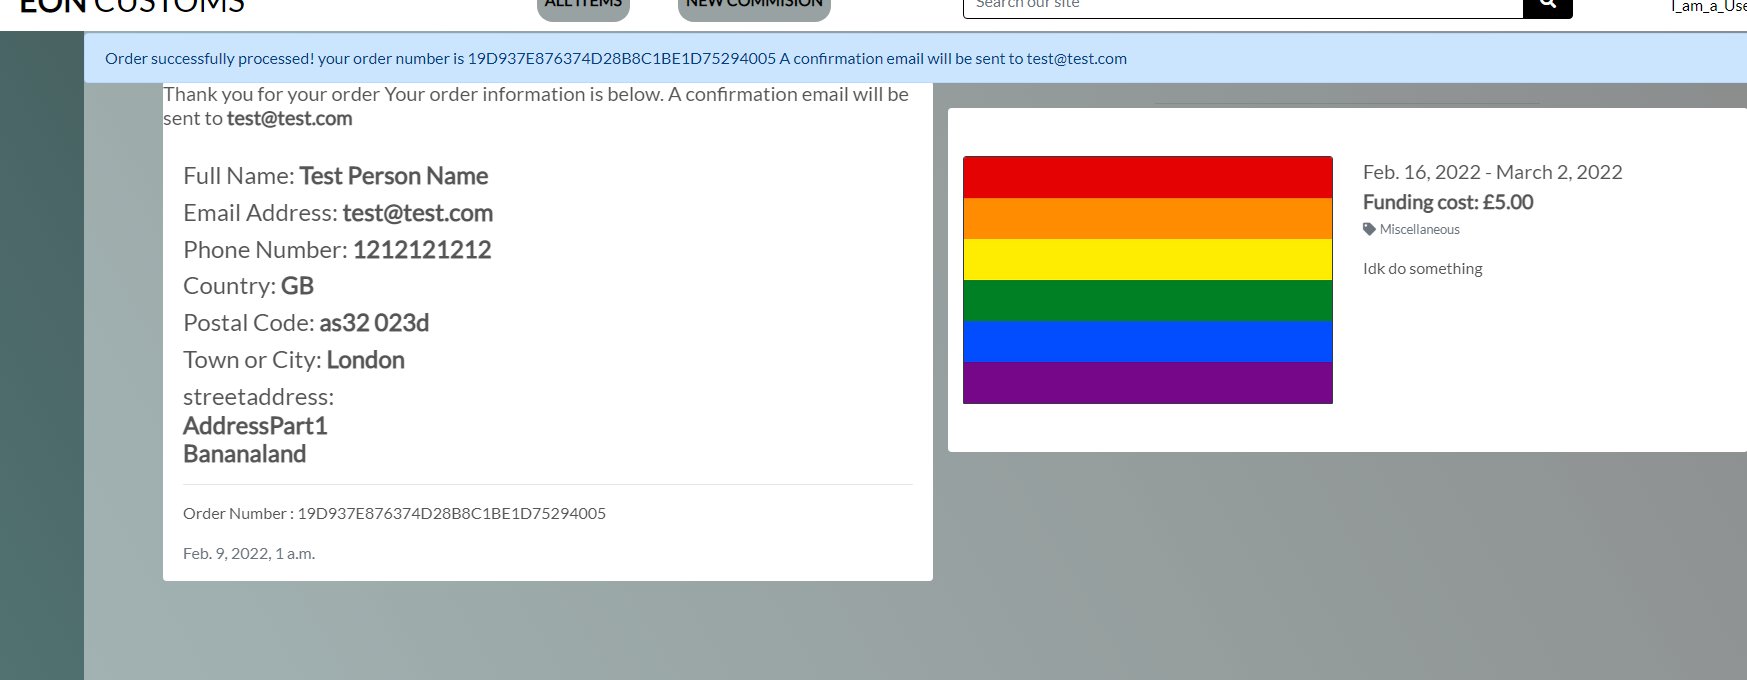 EON CUSTOMS
ALL ITEMS
NEW COMMISION
Search our site
I_am_a_Use
Order successfully processed! your order number is 19D937E876374D28B8C1BE1D75294005 A confirmation email will be sent to test@test.com
Thank you for your order Your order information is below. A confirmation email will be
sent to test@test.com
Full Name: Test Person Name
Email Address: test@test.com
Phone Number: 1212121212
Country: GB
Postal Code: as32 023d
Town or City: London
streetaddress:
AddressPart1
Bananaland
Order Number : 19D937E876374D28B8C1BE1D75294005
Feb. 9, 2022, 1 a.m.
Feb. 16, 2022 - March 2, 2022
Funding cost: £5.00
Miscellaneous
Idk do something